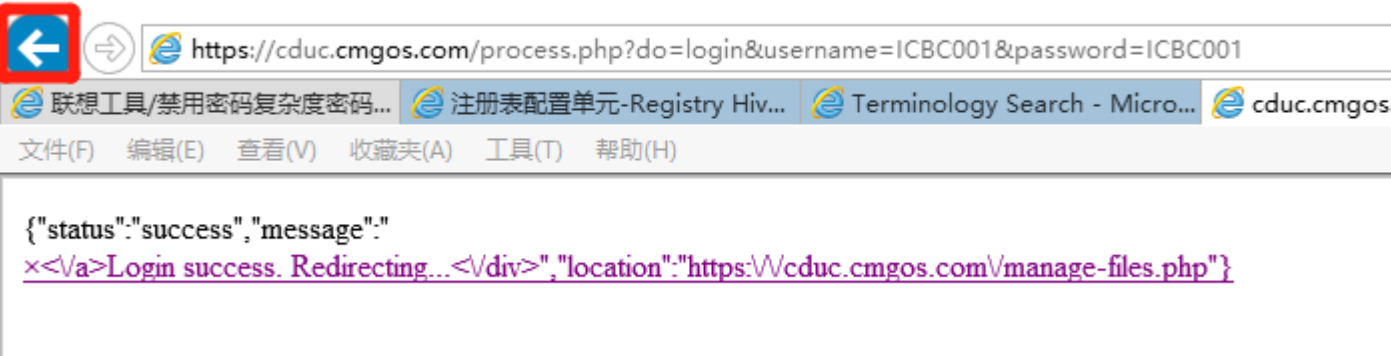 https://cduc.cmgos.com/process.php?do=login&username=ICBC001&password=ICBC001
联想工具/禁用密码复杂度密码... 注册表配置单元-Registry Hiv... Terminology Search - Micro... cduc.cmgos
文件(F) 编辑(E) 查看(V) 收藏夹(A) 工具(T) 帮助(H)
{"status":"success","message":"
×<\/a>Login success. Redirecting...<\/div>","location":"https:\/\/cduc.cmgos.com\/manage-files.php"}